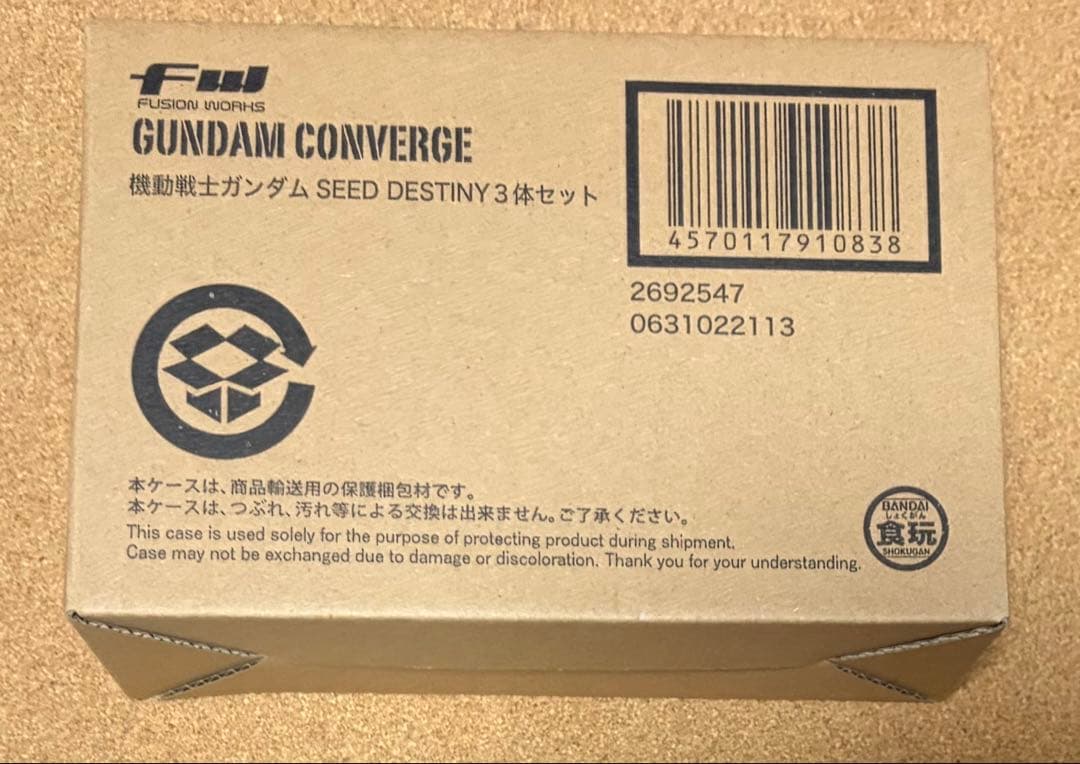 FW
FUSION WORKS
GUNDAM CONVERGE
機動戦士ガンダム SEED DESTINY 3体セット
4570117910838
2692547
0631022113
本ケースは、商品輸送用の保護梱包材です。
本ケースは、つぶれ、汚れ等による交換は出来ません。ご了承ください。
This case is used solely for the purpose of protecting product during shipment.
Case may not be exchanged due to damage or discoloration. Thank you for your understanding.
BANDAI
しょくがん
食玩
SHOKUGAN